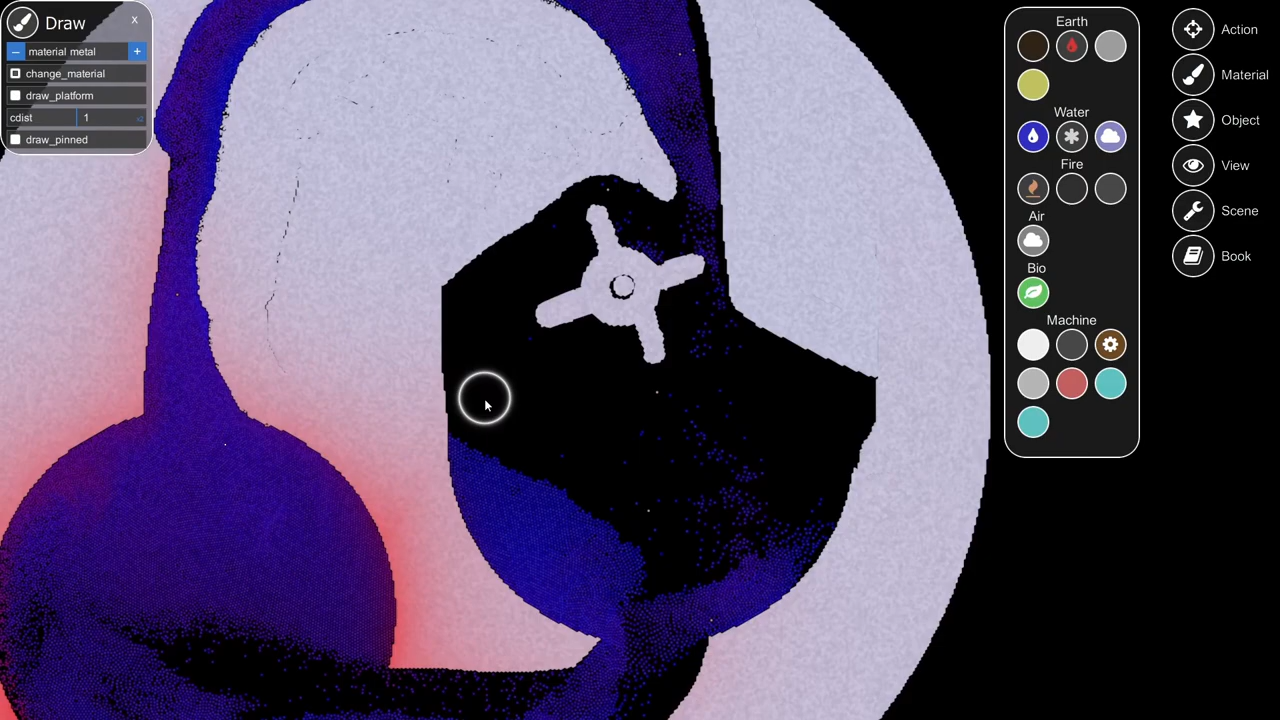 Draw
X
– material metal +
change_material
draw_platform
cdist 1 x2
draw_pinned
Earth
Water
Fire
Air
Bio
Machine
Action
Material
Object
View
Scene
Book